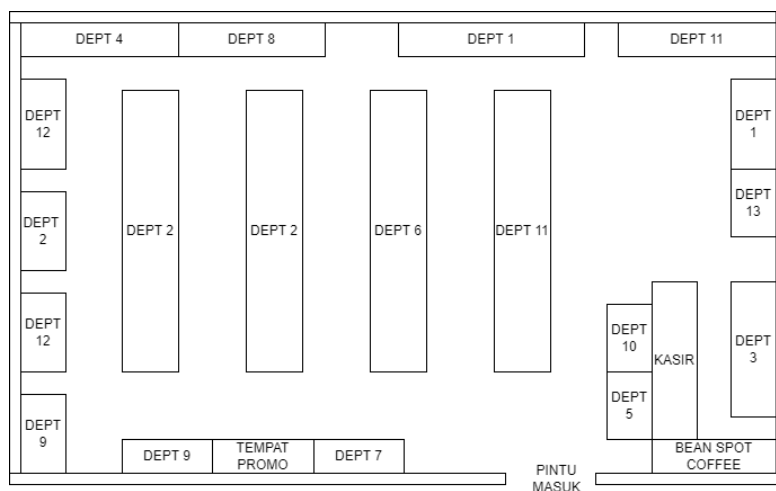 DEPT 4
DEPT 8
DEPT 1
DEPT 11
DEPT
12
DEPT
1
DEPT
13
DEPT
2
DEPT 2
DEPT 2
DEPT 6
DEPT 11
DEPT
12
DEPT
10
KASIR
DEPT
3
DEPT
5
DEPT
9
DEPT 9
TEMPAT
PROMO
DEPT 7
BEAN SPOT
COFFEE
PINTU
MASUK